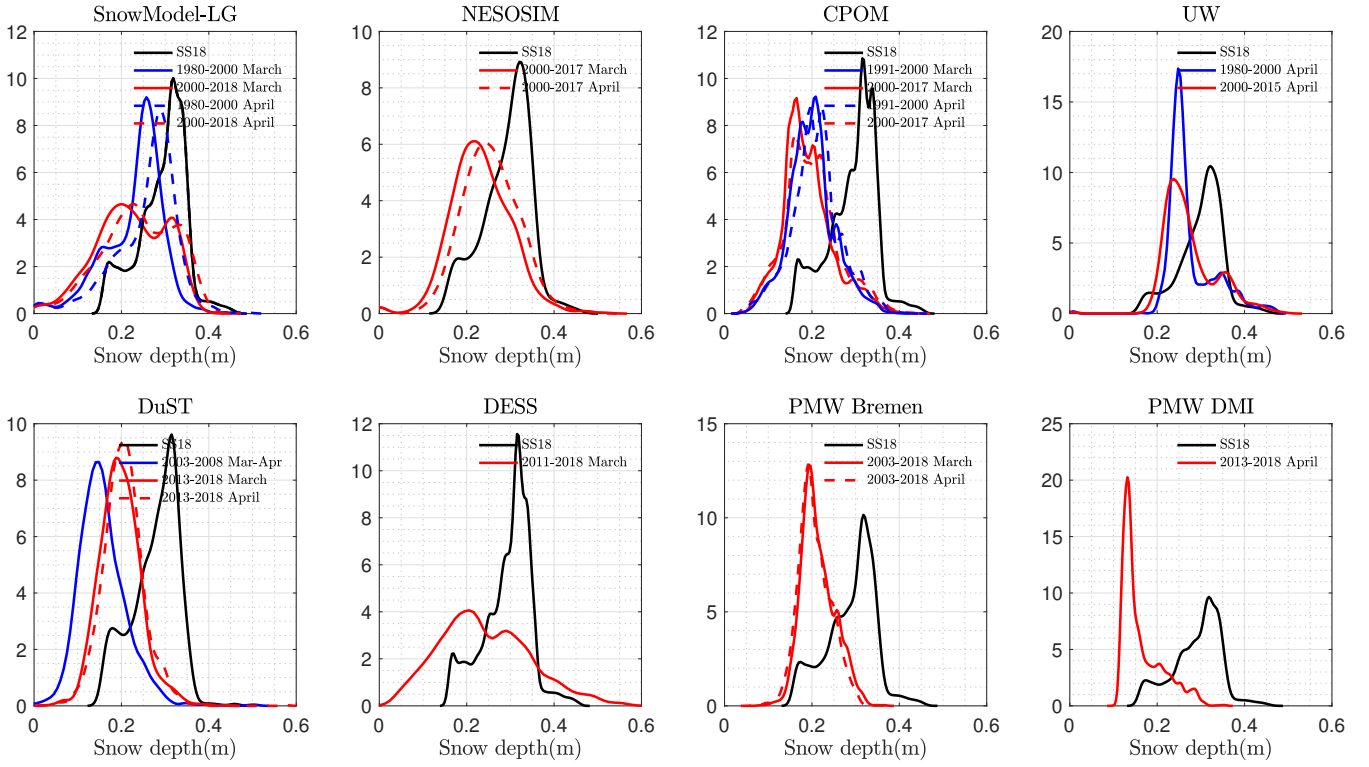 SnowModel-LG
12
10
8
6
4
2
0
0 0.2 0.4 0.6
SS18
1980-2000 March
2000-2018 March
1980-2000 April
2000-2018 April
Snow depth(m)
NESOSIM
10
8
6
4
2
0
0 0.2 0.4 0.6
SS18
2000-2017 March
2000-2017 April
Snow depth(m)
CPOM
12
10
8
6
4
2
0
0 0.2 0.4 0.6
SS18
1991-2000 March
2000-2017 March
1991-2000 April
2000-2017 April
Snow depth(m)
UW
20
15
10
5
0
0 0.2 0.4 0.6
SS18
1980-2000 April
2000-2015 April
Snow depth(m)
DuST
10
8
6
4
2
0
0 0.2 0.4 0.6
SS18
2003-2008 Mar-Apr
2013-2018 March
2013-2018 April
Snow depth(m)
DESS
12
10
8
6
4
2
0
0 0.2 0.4 0.6
SS18
2011-2018 March
Snow depth(m)
PMW Bremen
15
10
5
0
0 0.2 0.4 0.6
SS18
2003-2018 March
2003-2018 April
Snow depth(m)
PMW DMI
25
20
15
10
5
0
0 0.2 0.4 0.6
SS18
2013-2018 April
Snow depth(m)